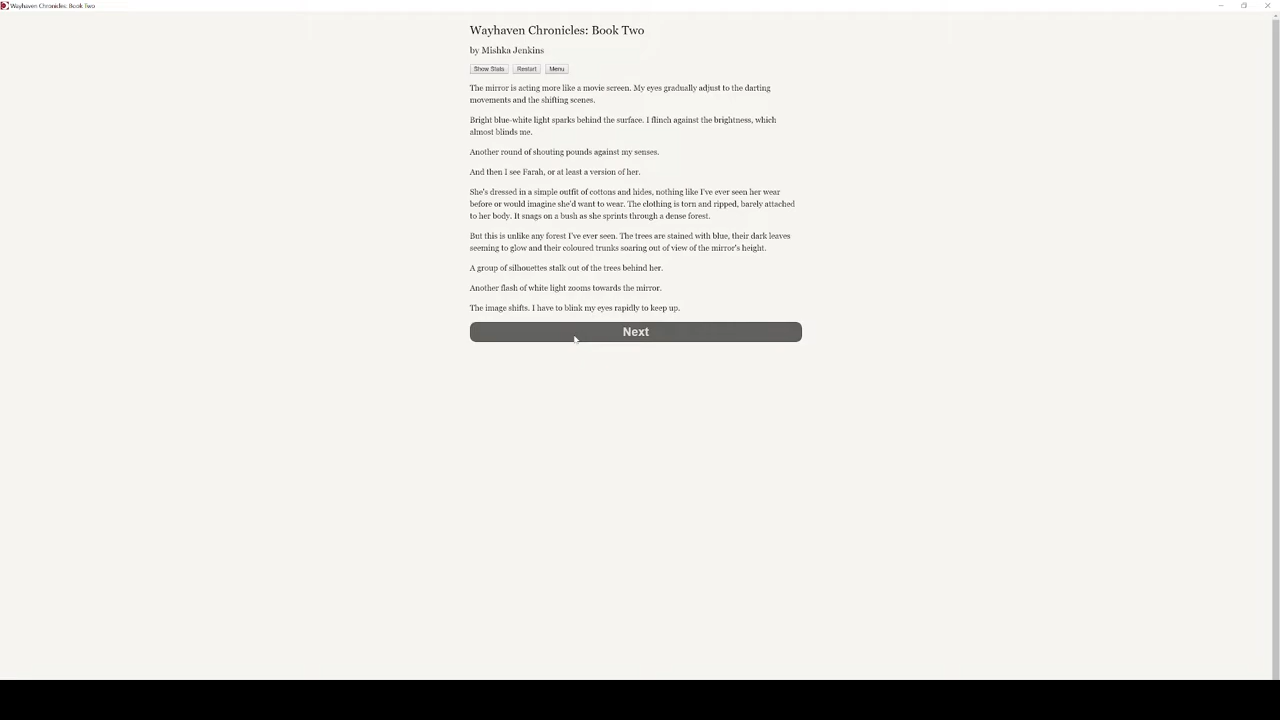 Wayhaven Chronicles: Book Two
Wayhaven Chronicles: Book Two
by Mishka Jenkins
Show Stats Restart Menu
The mirror is acting more like a movie screen. My eyes gradually adjust to the darting
movements and the shifting scenes.
Bright blue-white light sparks behind the surface. I flinch against the brightness, which
almost blinds me.
Another round of shouting pounds against my senses.
And then I see Farah, or at least a version of her.
She's dressed in a simple outfit of cottons and hides, nothing like I've ever seen her wear
before or would imagine she'd want to wear. The clothing is torn and ripped, barely attached
to her body. It snags on a bush as she sprints through a dense forest.
But this is unlike any forest I've ever seen. The trees are stained with blue, their dark leaves
seeming to glow and their coloured trunks soaring out of view of the mirror's height.
A group of silhouettes stalk out of the trees behind her.
Another flash of white light zooms towards the mirror.
The image shifts. I have to blink my eyes rapidly to keep up.
Next